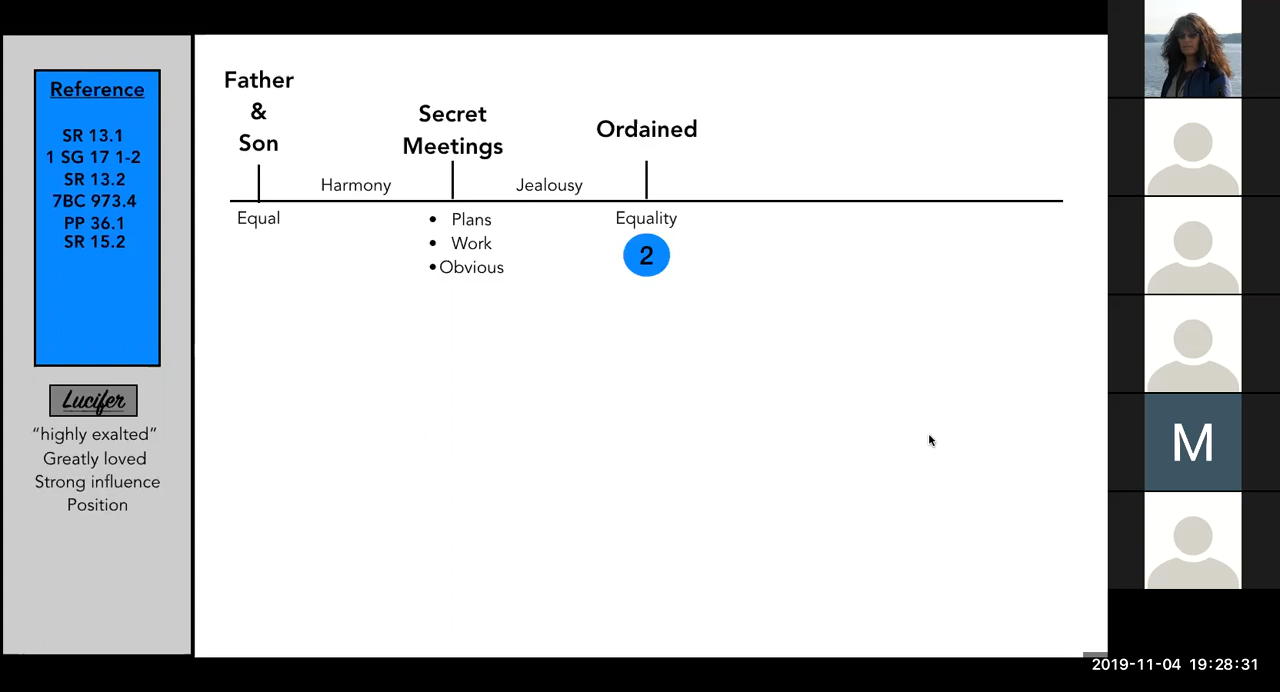 Reference
SR 13.1
1 SG 17 1-2
SR 13.2
7BC 973.4
PP 36.1
SR 15.2
Lucifer
“highly exalted”
Greatly loved
Strong influence
Position
Father
&
Son
Secret
Meetings
Ordained
Harmony
Jealousy
Equal
• Plans
• Work
• Obvious
Equality
2
M
2019-11-04 19:28:31